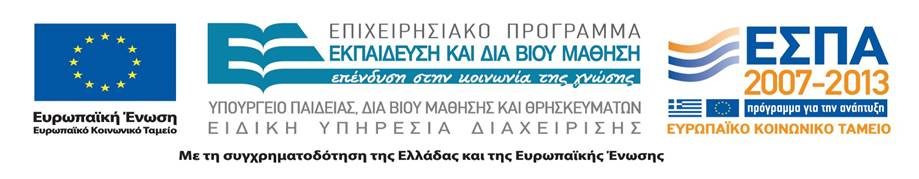 Ευρωπαϊκή Ένωση
Ευρωπαϊκό Κοινωνικό Ταμείο
ΕΠΙΧΕΙΡΗΣΙΑΚΟ ΠΡΟΓΡΑΜΜΑ
ΕΚΠΑΙΔΕΥΣΗ ΚΑΙ ΔΙΑ ΒΙΟΥ ΜΑΘΗΣΗ
επένδυση στην κοινωνία της γνώσης
ΥΠΟΥΡΓΕΙΟ ΠΑΙΔΕΙΑΣ, ΔΙΑ ΒΙΟΥ ΜΑΘΗΣΗΣ ΚΑΙ ΘΡΗΣΚΕΥΜΑΤΩΝ
ΕΙΔΙΚΗ ΥΠΗΡΕΣΙΑ ΔΙΑΧΕΙΡΙΣΗΣ
ΕΣΠΑ
2007-2013
πρόγραμμα για την ανάπτυξη
ΕΥΡΩΠΑΪΚΟ ΚΟΙΝΩΝΙΚΟ ΤΑΜΕΙΟ
Με τη συγχρηματοδότηση της Ελλάδας και της Ευρωπαϊκής Ένωσης